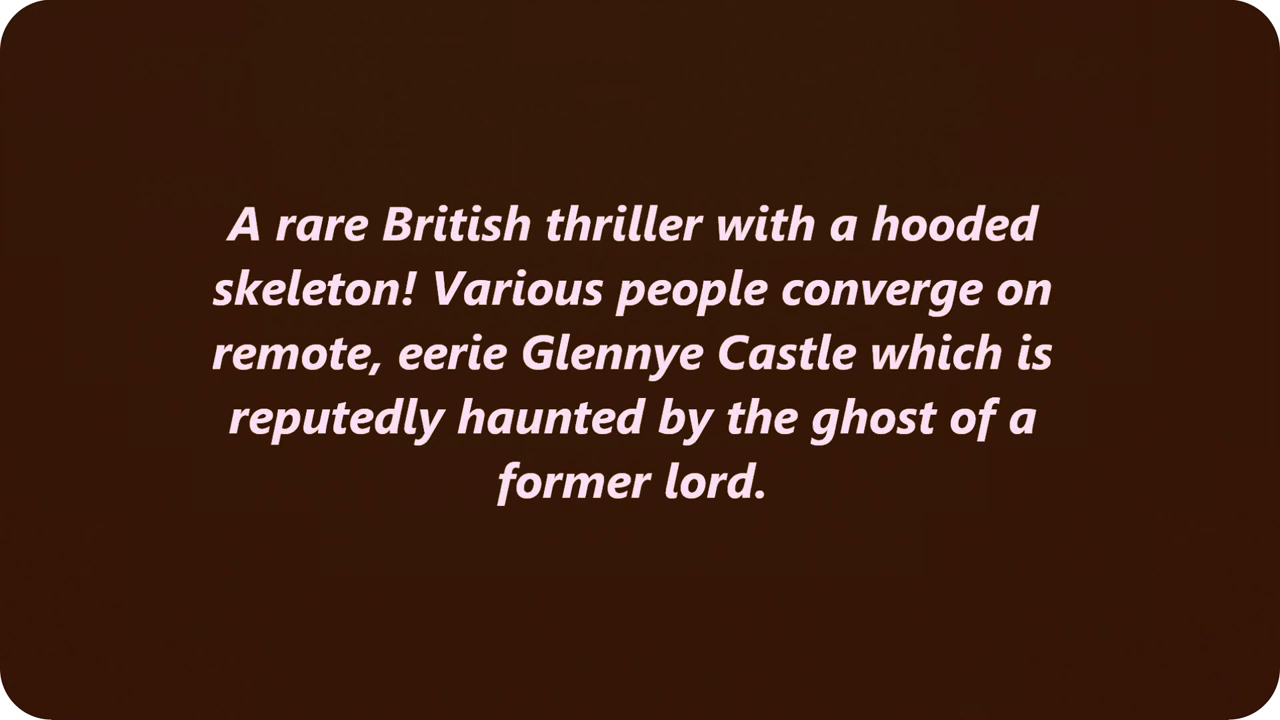 A rare British thriller with a hooded
skeleton! Various people converge on
remote, eerie Glennye Castle which is
reputedly haunted by the ghost of a
former lord.